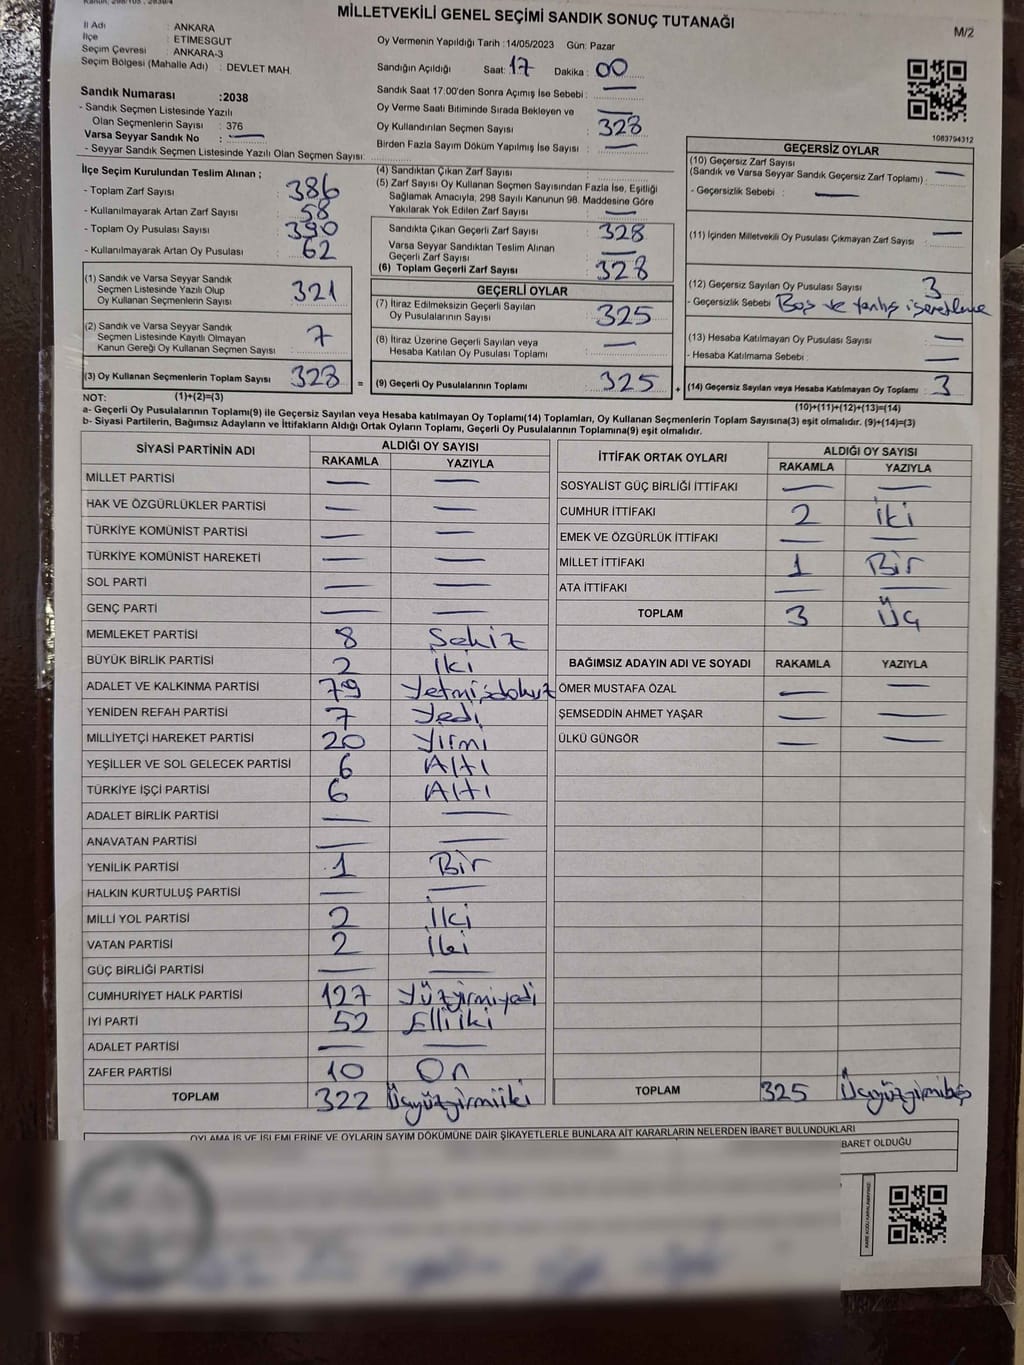 MİLLETVEKİLİ GENEL SEÇİMİ SANDIK SONUÇ TUTANAĞI
M/2
İl Adı : ANKARA
İlçe : ETİMESGUT
Seçim Çevresi : ANKARA-3
Seçim Bölgesi (Mahalle Adı) : DEVLET MAH.
Oy Vermenin Yapıldığı Tarih : 14/05/2023 Gün: Pazar
Sandığın Açıldığı Saat: 17 Dakika : 00
Sandık Saat 17:00'den Sonra Açımış İse Sebebi : —
Oy Verme Saati Bitiminde Sırada Bekleyen ve —
Oy Kullandırılan Seçmen Sayısı 328
Birden Fazla Sayım Döküm Yapılmış İse Sayısı : —
1083794312
Sandık Numarası :2038
- Sandık Seçmen Listesinde Yazılı
Olan Seçmenlerin Sayısı : 376
Varsa Seyyar Sandık No : —
- Seyyar Sandık Seçmen Listesinde Yazılı Olan Seçmen Sayısı:
İlçe Seçim Kurulundan Teslim Alınan ;
- Toplam Zarf Sayısı : 386
- Kullanılmayarak Artan Zarf Sayısı : 58
- Toplam Oy Pusulası Sayısı : 390
- Kullanılmayarak Artan Oy Pusulası : 62
(1) Sandık ve Varsa Seyyar Sandık
Seçmen Listesinde Yazılı Olup
Oy Kullanan Seçmenlerin Sayısı : 321
(2) Sandık ve Varsa Seyyar Sandık
Seçmen Listesinde Kayıtlı Olmayan
Kanun Gereği Oy Kullanan Seçmen Sayısı : 7
(3) Oy Kullanan Seçmenlerin Toplam Sayısı : 328 =
(4) Sandıktan Çıkan Zarf Sayısı :
(5) Zarf Sayısı Oy Kullanan Seçmen Sayısından Fazla İse, Eşitliği
Sağlamak Amacıyla, 298 Sayılı Kanunun 98. Maddesine Göre
Yakılarak Yok Edilen Zarf Sayısı : —
Sandıkta Çıkan Geçerli Zarf Sayısı : 328
Varsa Seyyar Sandıktan Teslim Alınan
Geçerli Zarf Sayısı : —
(6) Toplam Geçerli Zarf Sayısı : 328
GEÇERLİ OYLAR
(7) İtiraz Edilmeksizin Geçerli Sayılan
Oy Pusulalarının Sayısı : 325
(8) İtiraz Üzerine Geçerli Sayılan veya
Hesaba Katılan Oy Pusulası Toplamı : —
(9) Geçerli Oy Pusulalarının Toplamı : 325 +
GEÇERSİZ OYLAR
(10) Geçersiz Zarf Sayısı
(Sandık ve Varsa Seyyar Sandık Geçersiz Zarf Toplamı) : —
- Geçersizlik Sebebi : —
(11) İçinden Milletvekili Oy Pusulası Çıkmayan Zarf Sayısı : —
(12) Geçersiz Sayılan Oy Pusulası Sayısı : 3
- Geçersizlik Sebebi Boş ve yanlış işaretleme
(13) Hesaba Katılmayan Oy Pusulası Sayısı : —
- Hesaba Katılmama Sebebi : —
(14) Geçersiz Sayılan veya Hesaba Katılmayan Oy Toplamı : 3
NOT: (1)+(2)=(3)
(10)+(11)+(12)+(13)=(14)
a- Geçerli Oy Pusulalarının Toplamı(9) ile Geçersiz Sayılan veya Hesaba katılmayan Oy Toplamı(14) Toplamları, Oy Kullanan Seçmenlerin Toplam Sayısına(3) eşit olmalıdır. (9)+(14)=(3)
b- Siyasi Partilerin, Bağımsız Adayların ve İttifakların Aldığı Ortak Oyların Toplamı, Geçerli Oy Pusulalarının Toplamına(9) eşit olmalıdır.
SİYASİ PARTİNİN ADI ALDIĞI OY SAYISI
RAKAMLA YAZIYLA
MİLLET PARTİSİ — —
HAK VE ÖZGÜRLÜKLER PARTİSİ — —
TÜRKİYE KOMÜNİST PARTİSİ — —
TÜRKİYE KOMÜNİST HAREKETİ — —
SOL PARTİ — —
GENÇ PARTİ — —
MEMLEKET PARTİSİ 8 Sekiz
BÜYÜK BİRLİK PARTİSİ 2 İki
ADALET VE KALKINMA PARTİSİ 79 Yetmişdokuz
YENİDEN REFAH PARTİSİ 7 Yedi
MİLLİYETÇİ HAREKET PARTİSİ 20 Yirmi
YEŞİLLER VE SOL GELECEK PARTİSİ 6 Altı
TÜRKİYE İŞÇİ PARTİSİ 6 Altı
ADALET BİRLİK PARTİSİ — —
ANAVATAN PARTİSİ — —
YENİLİK PARTİSİ 1 Bir
HALKIN KURTULUŞ PARTİSİ — —
MİLLİ YOL PARTİSİ 2 İki
VATAN PARTİSİ 2 İki
GÜÇ BİRLİĞİ PARTİSİ — —
CUMHURİYET HALK PARTİSİ 127 Yüzyirmiyedi
İYİ PARTİ 52 Elliiki
ADALET PARTİSİ — —
ZAFER PARTİSİ 10 On
TOPLAM 322 Üçyüzyirmiiki
İTTİFAK ORTAK OYLARI ALDIĞI OY SAYISI
RAKAMLA YAZIYLA
SOSYALİST GÜÇ BİRLİĞİ İTTİFAKI — —
CUMHUR İTTİFAKI 2 İki
EMEK VE ÖZGÜRLÜK İTTİFAKI — —
MİLLET İTTİFAKI 1 Bir
ATA İTTİFAKI — —
TOPLAM 3 Üç
BAĞIMSIZ ADAYIN ADI VE SOYADI RAKAMLA YAZIYLA
ÖMER MUSTAFA ÖZAL — —
ŞEMSEDDİN AHMET YAŞAR — —
ÜLKÜ GÜNGÖR — —
TOPLAM 325 Üçyüzyirmibeş
OYLAMA İŞ VE İŞLEMLERİNE VE OYLARIN SAYIM DÖKÜMÜNE DAİR ŞİKAYETLERLE BUNLARA AİT KARARLARIN NELERDEN İBARET BULUNDUKLARI
BARET OLDUĞU